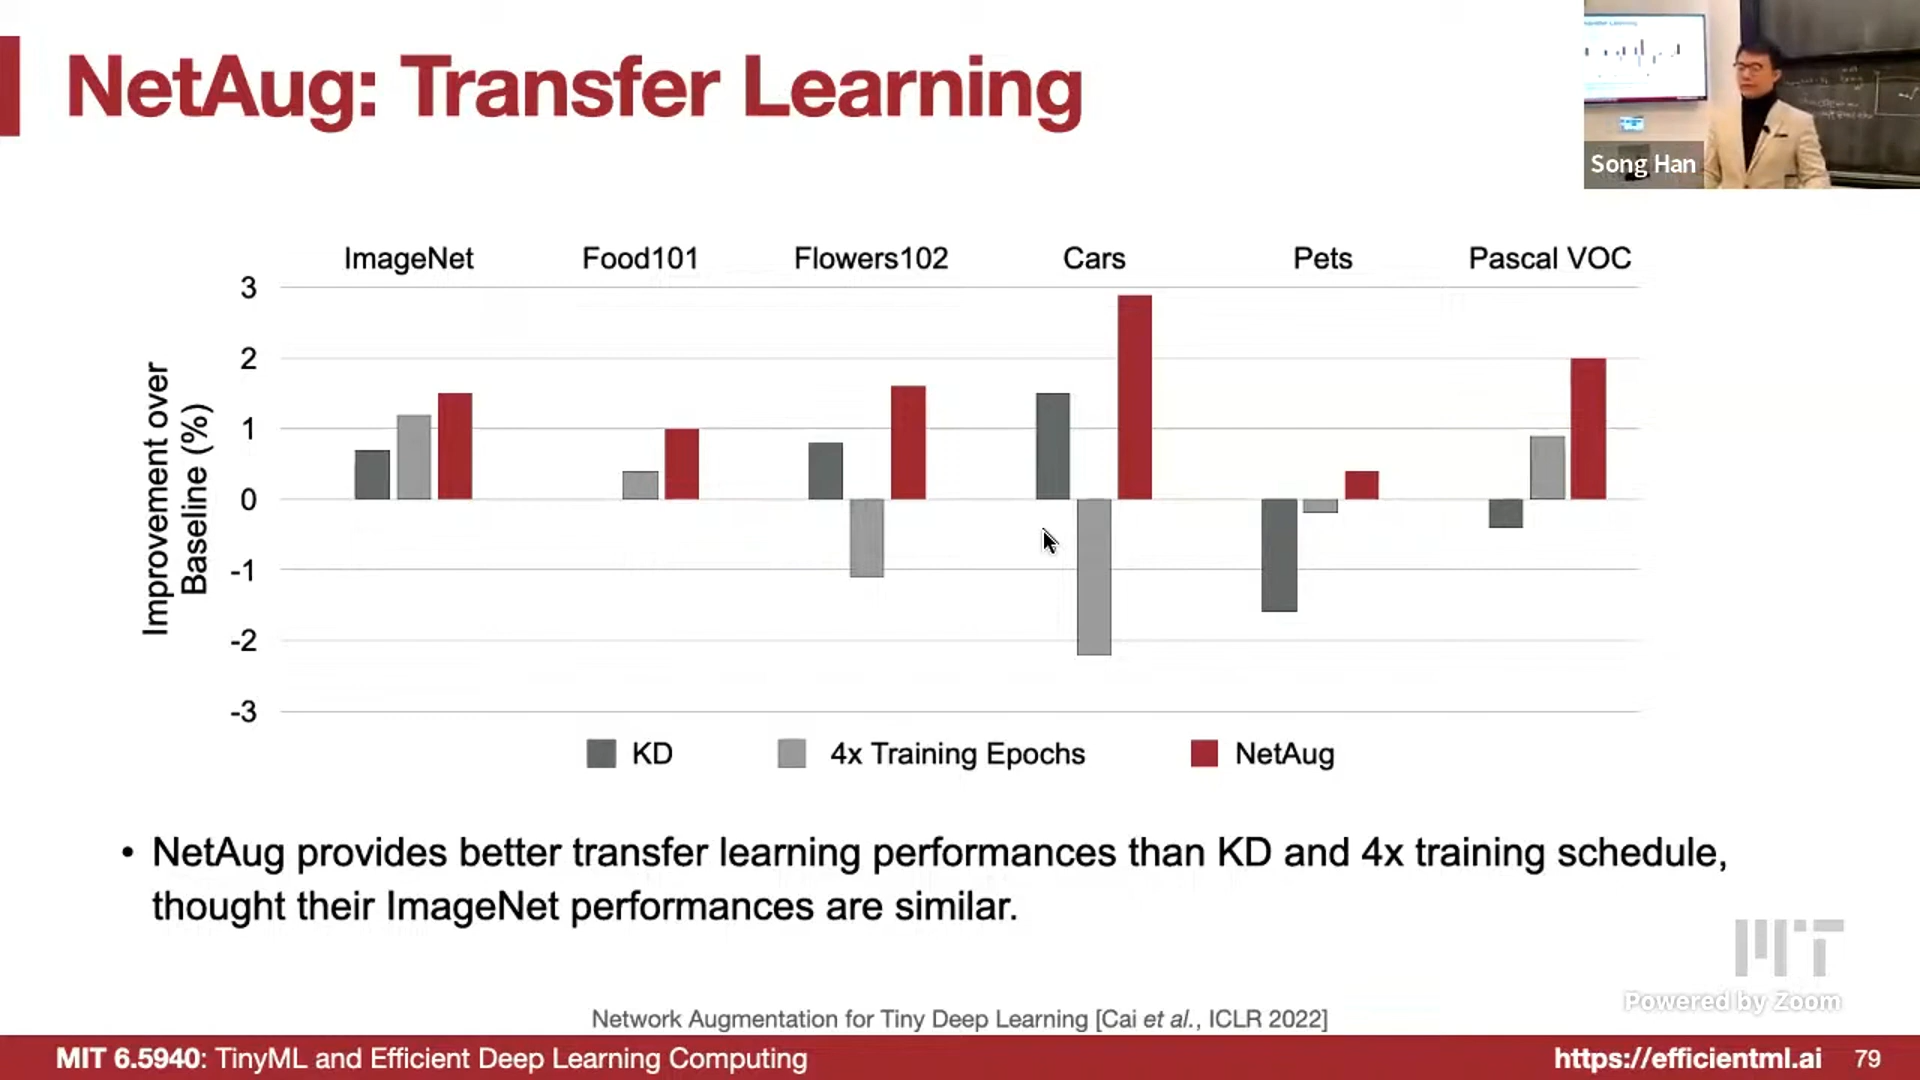 NetAug: Transfer Learning
Song Han
ImageNet
Food101
Flowers102
Cars
Pets
Pascal VOC
Improvement over
Baseline (%)
3
2
1
0
-1
-2
-3
KD
4x Training Epochs
NetAug
• NetAug provides better transfer learning performances than KD and 4x training schedule,
thought their ImageNet performances are similar.
MIT
Powered by Zoom
Network Augmentation for Tiny Deep Learning [Cai et al., ICLR 2022]
MIT 6.5940: TinyML and Efficient Deep Learning Computing
https://efficientml.ai
79